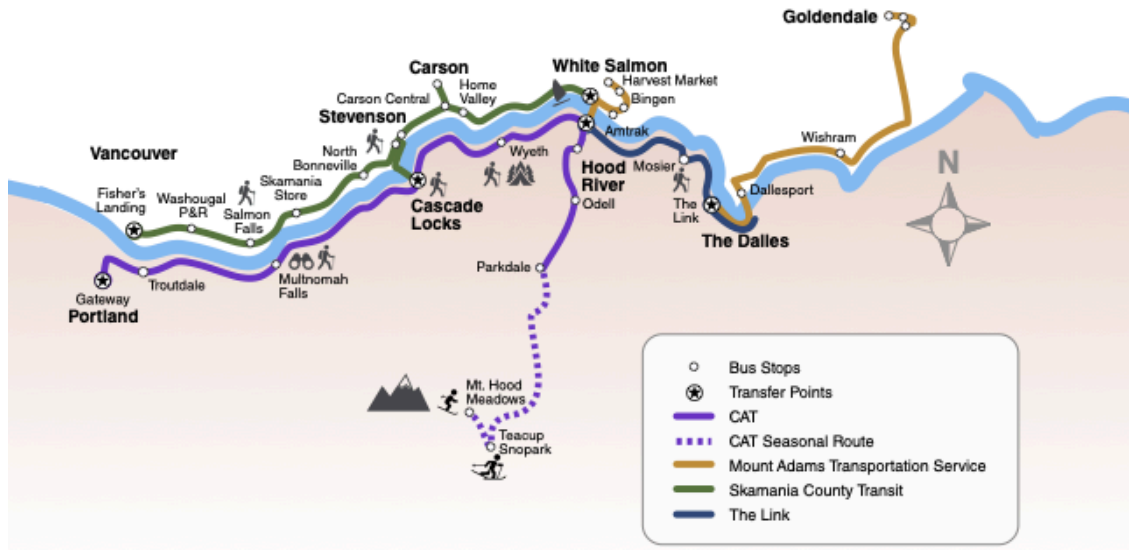 Goldendale
White Salmon
Harvest Market
Bingen
Carson
Home
Valley
Carson Central
Stevenson
Amtrak
Wyeth
Wishram
North
Bonneville
Mosier
Hood
River
Vancouver
Skamania
Store
Fisher's
Landing
Washougal
P&R
Salmon
Falls
Cascade
Locks
Odell
The
Link
Dallesport
The Dalles
N
Parkdale
Troutdale
Multnomah
Falls
Gateway
Portland
Mt. Hood
Meadows
Teacup
Snopark
Bus Stops
Transfer Points
CAT
CAT Seasonal Route
Mount Adams Transportation Service
Skamania County Transit
The Link